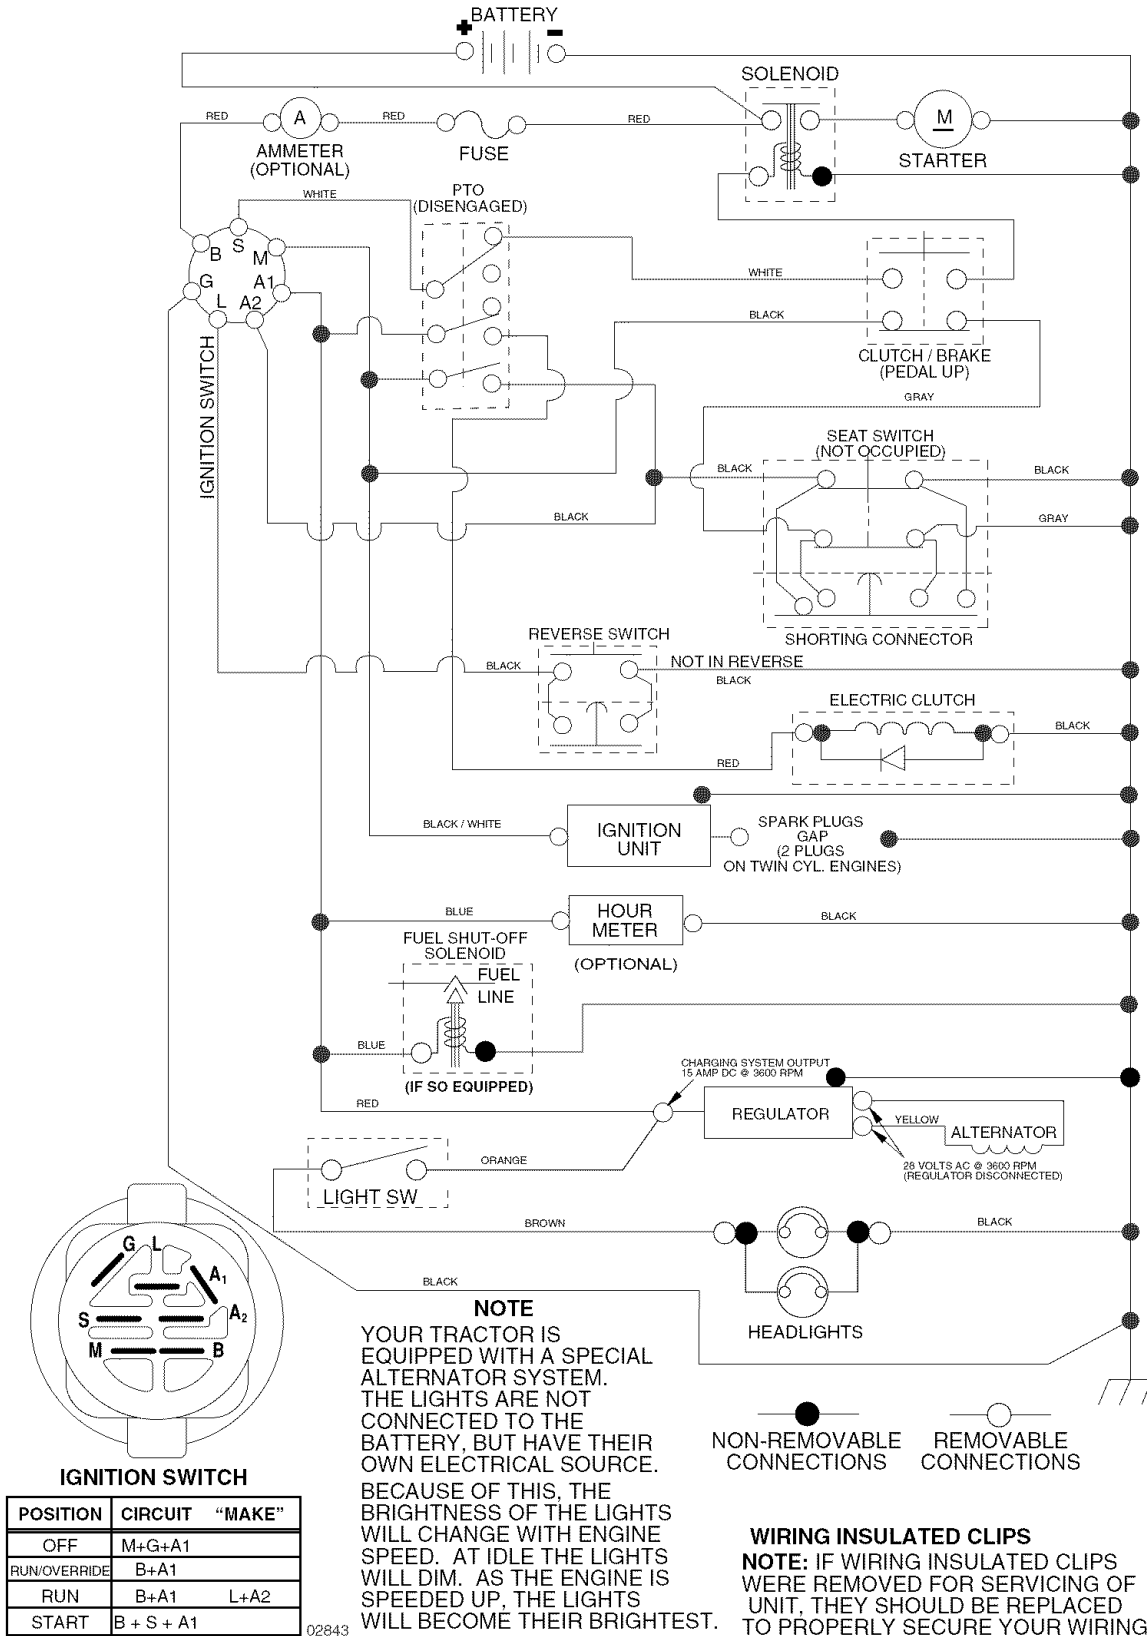 BATTERY
+ -
SOLENOID
RED
A
RED
RED
M
AMMETER
(OPTIONAL)
FUSE
STARTER
WHITE
PTO
(DISENGAGED)
B
S
M
G
A1
L
A2
WHITE
BLACK
IGNITION SWITCH
CLUTCH / BRAKE
(PEDAL UP)
GRAY
SEAT SWITCH
(NOT OCCUPIED)
BLACK
BLACK
BLACK
GRAY
SHORTING CONNECTOR
REVERSE SWITCH
BLACK
NOT IN REVERSE
BLACK
ELECTRIC CLUTCH
BLACK
RED
BLACK / WHITE
IGNITION
UNIT
SPARK PLUGS
GAP
(2 PLUGS
ON TWIN CYL. ENGINES)
BLUE
HOUR
METER
BLACK
(OPTIONAL)
FUEL SHUT-OFF
SOLENOID
FUEL
LINE
BLUE
(IF SO EQUIPPED)
CHARGING SYSTEM OUTPUT
15 AMP DC @ 3600 RPM
RED
REGULATOR
YELLOW
ALTERNATOR
28 VOLTS AC @ 3600 RPM
(REGULATOR DISCONNECTED)
ORANGE
LIGHT SW
BROWN
BLACK
BLACK
HEADLIGHTS
G
L
A1
A2
S
M
B
IGNITION SWITCH
POSITION CIRCUIT "MAKE"
OFF M+G+A1
RUN/OVERRIDE B+A1
RUN B+A1 L+A2
START B + S + A1
02843
NOTE
YOUR TRACTOR IS
EQUIPPED WITH A SPECIAL
ALTERNATOR SYSTEM.
THE LIGHTS ARE NOT
CONNECTED TO THE
BATTERY, BUT HAVE THEIR
OWN ELECTRICAL SOURCE.
BECAUSE OF THIS, THE
BRIGHTNESS OF THE LIGHTS
WILL CHANGE WITH ENGINE
SPEED. AT IDLE THE LIGHTS
WILL DIM. AS THE ENGINE IS
SPEEDED UP, THE LIGHTS
WILL BECOME THEIR BRIGHTEST.
NON-REMOVABLE
CONNECTIONS
REMOVABLE
CONNECTIONS
WIRING INSULATED CLIPS
NOTE: IF WIRING INSULATED CLIPS
WERE REMOVED FOR SERVICING OF
UNIT, THEY SHOULD BE REPLACED
TO PROPERLY SECURE YOUR WIRING